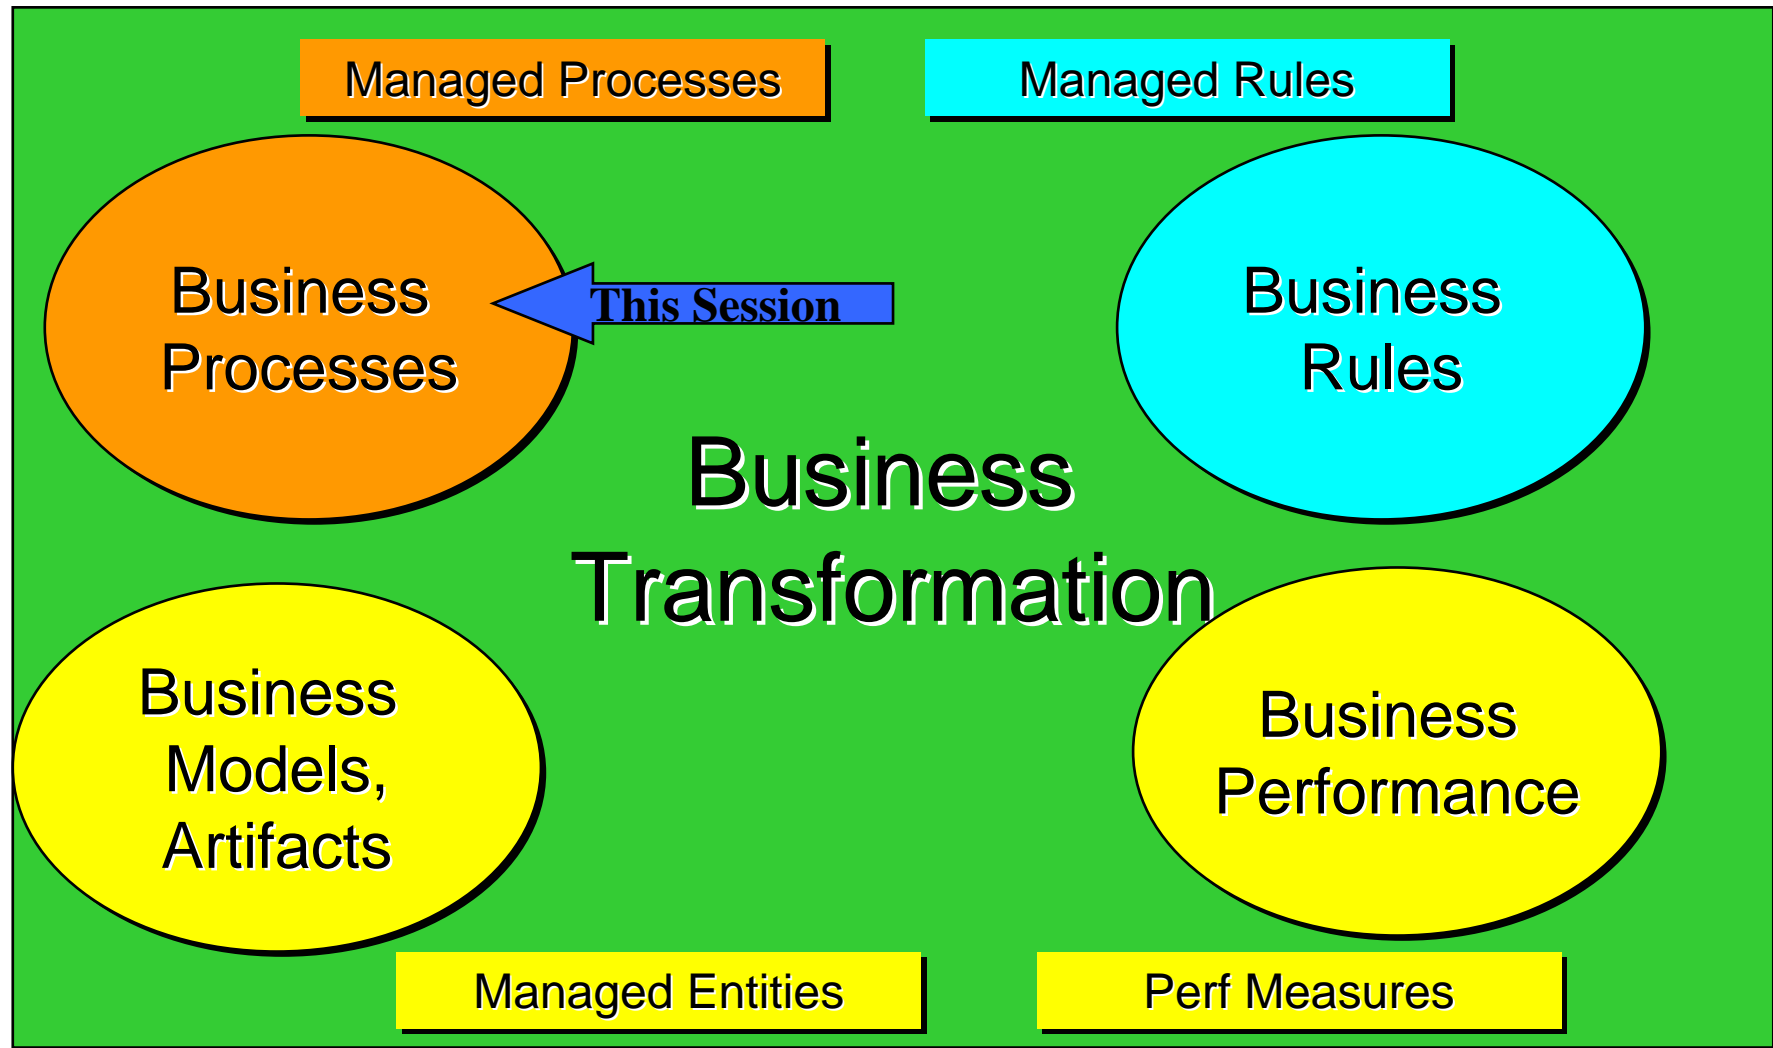 Managed Processes
Managed Rules
Business
Processes
This Session
Business
Rules
Business
Transformation
Business
Models,
Artifacts
Business
Performance
Managed Entities
Perf Measures